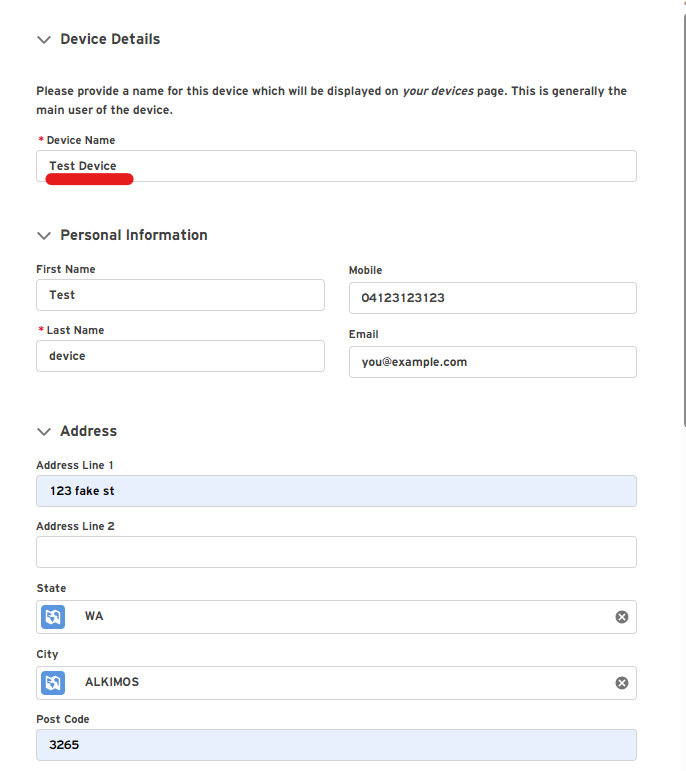 Device Details
Please provide a name for this device which will be displayed on your devices page. This is generally the
main user of the device.
* Device Name
Test Device
Personal Information
First Name
Test
Mobile
04123123123
* Last Name
device
Email
you@example.com
Address
Address Line 1
123 fake st
Address Line 2
State
WA
City
ALKIMOS
Post Code
3265